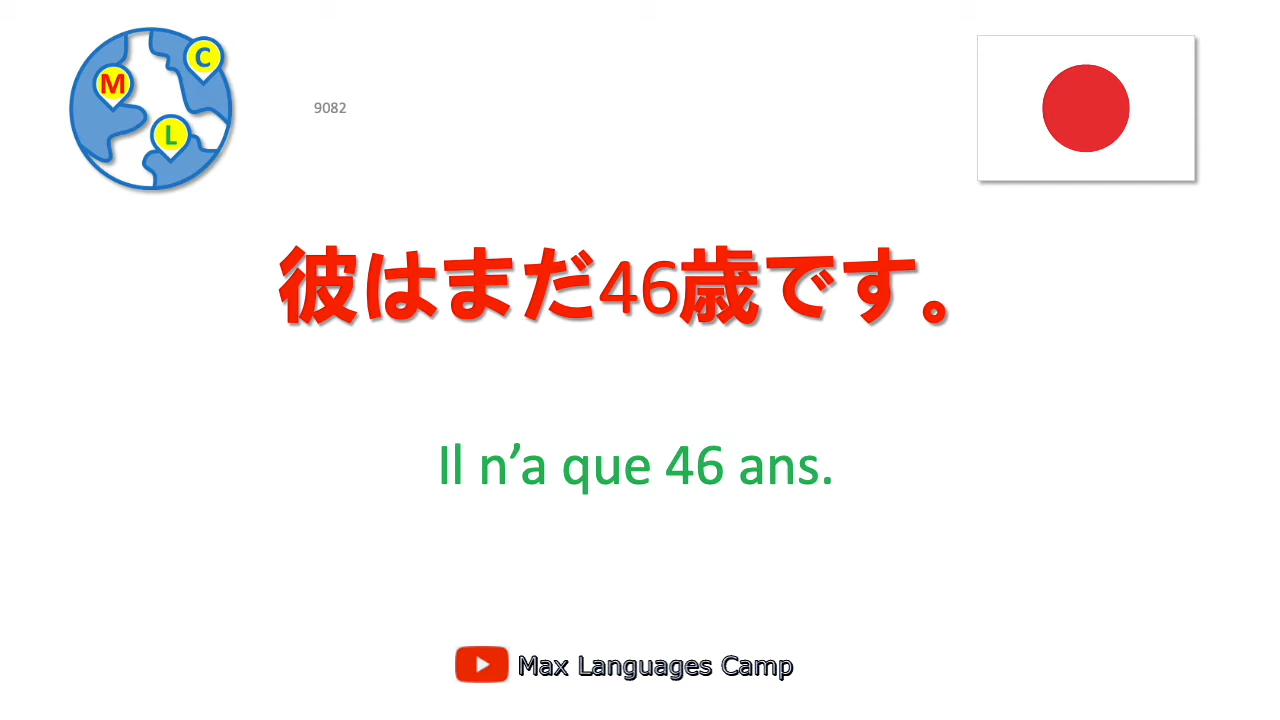 M
C
L
9082
彼はまだ46歳です。
Il n’a que 46 ans.
Max Languages Camp